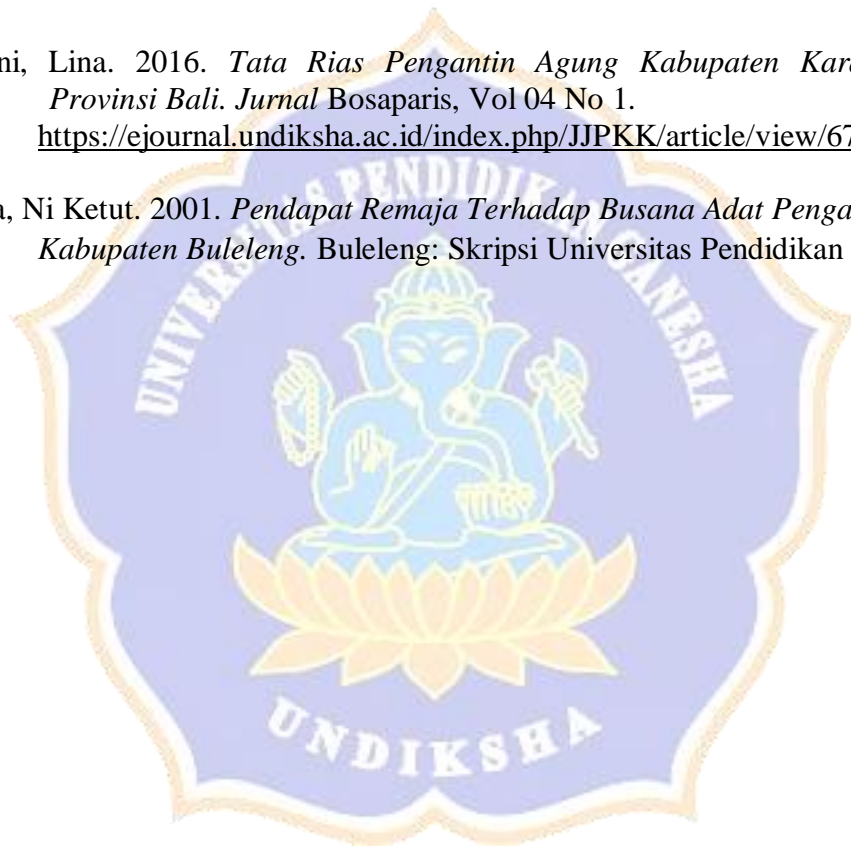 ni, Lina. 2016. Tata Rias Pengantin Agung Kabupaten Kar
Provinsi Bali. Jurnal Bosaparis, Vol 04 No 1.
https://ejournal.undiksha.ac.id/index.php/JJPKK/article/view/67
a, Ni Ketut. 2001. Pendapat Remaja Terhadap Busana Adat Penga
Kabupaten Buleleng. Buleleng: Skripsi Universitas Pendidikan
UNIVERSITAS PENDIDIKAN GANESHA
UNDIKSHA